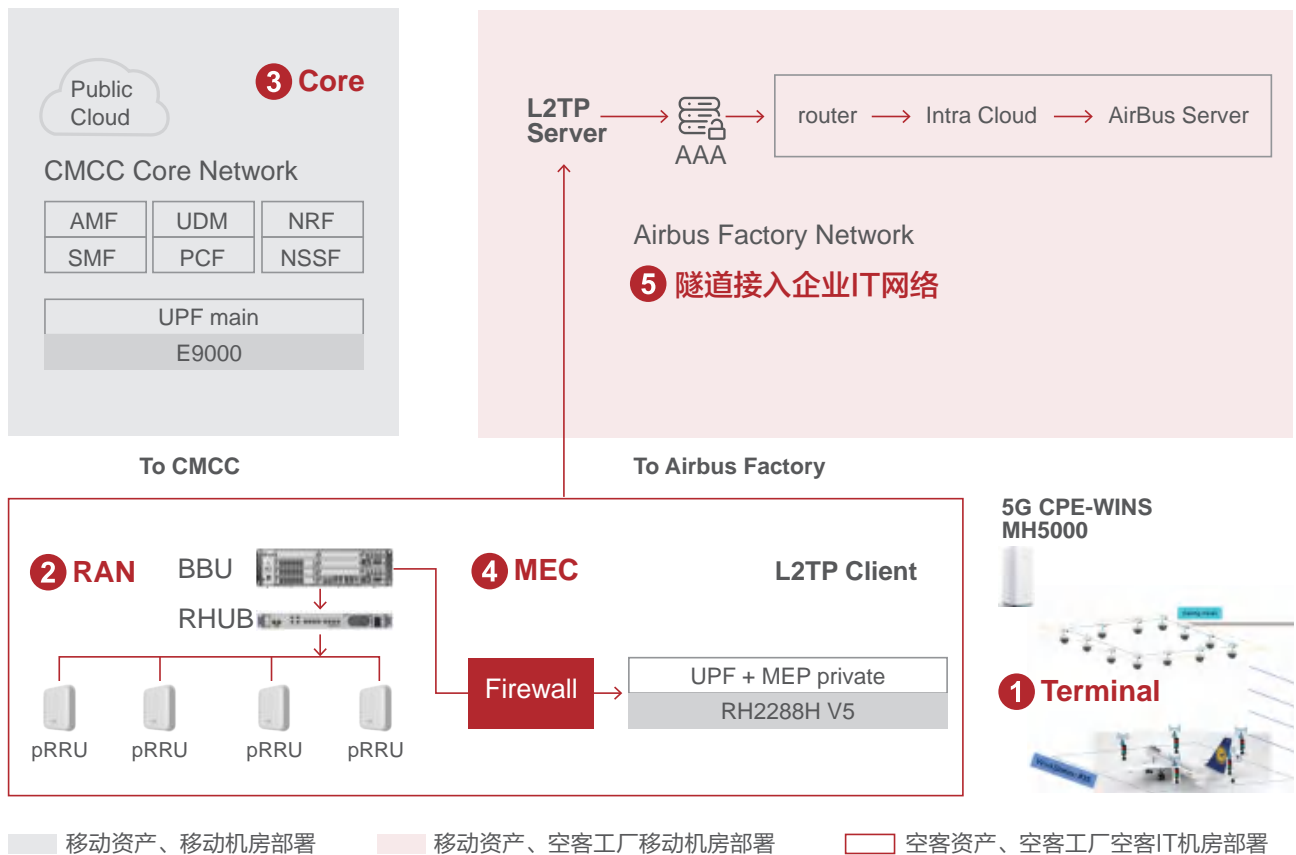 Public
Cloud
3 Core
CMCC Core Network
AMF UDM NRF
SMF PCF NSSF
UPF main
E9000
L2TP
Server
AAA
router Intra Cloud AirBus Server
Airbus Factory Network
5 隧道接入企业IT网络
To CMCC
To Airbus Factory
2 RAN
BBU
RHUB
pRRU pRRU pRRU pRRU
4 MEC
L2TP Client
Firewall
UPF + MEP private
RH2288H V5
5G CPE-WINS
MH5000
1 Terminal
移动资产、移动机房部署
移动资产、空客工厂移动机房部署
空客资产、空客工厂空客IT机房部署